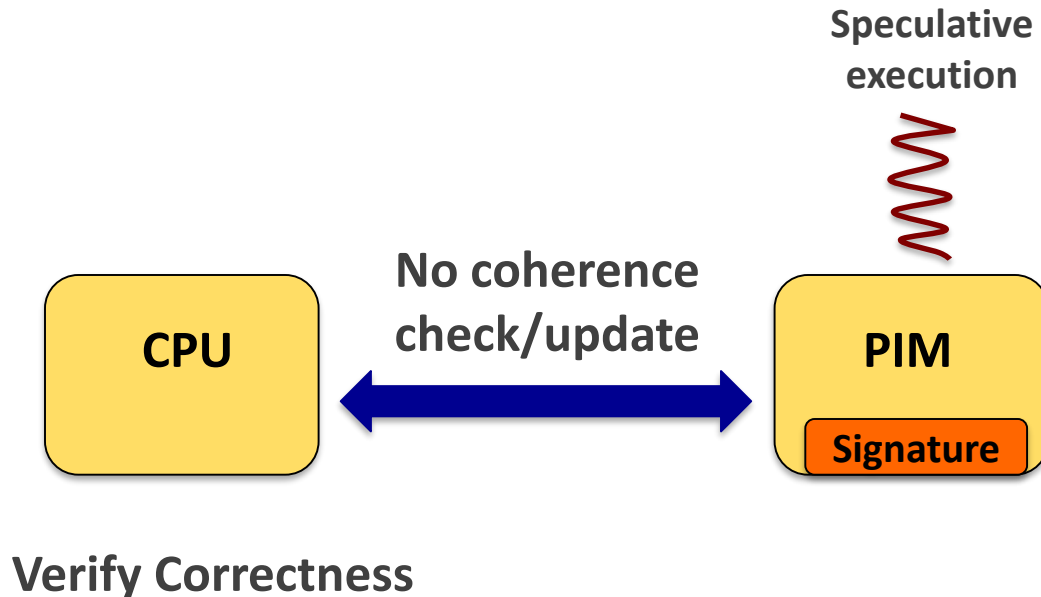 Speculative
execution
No coherence
check/update
CPU
PIM
Signature
Verify Correctness